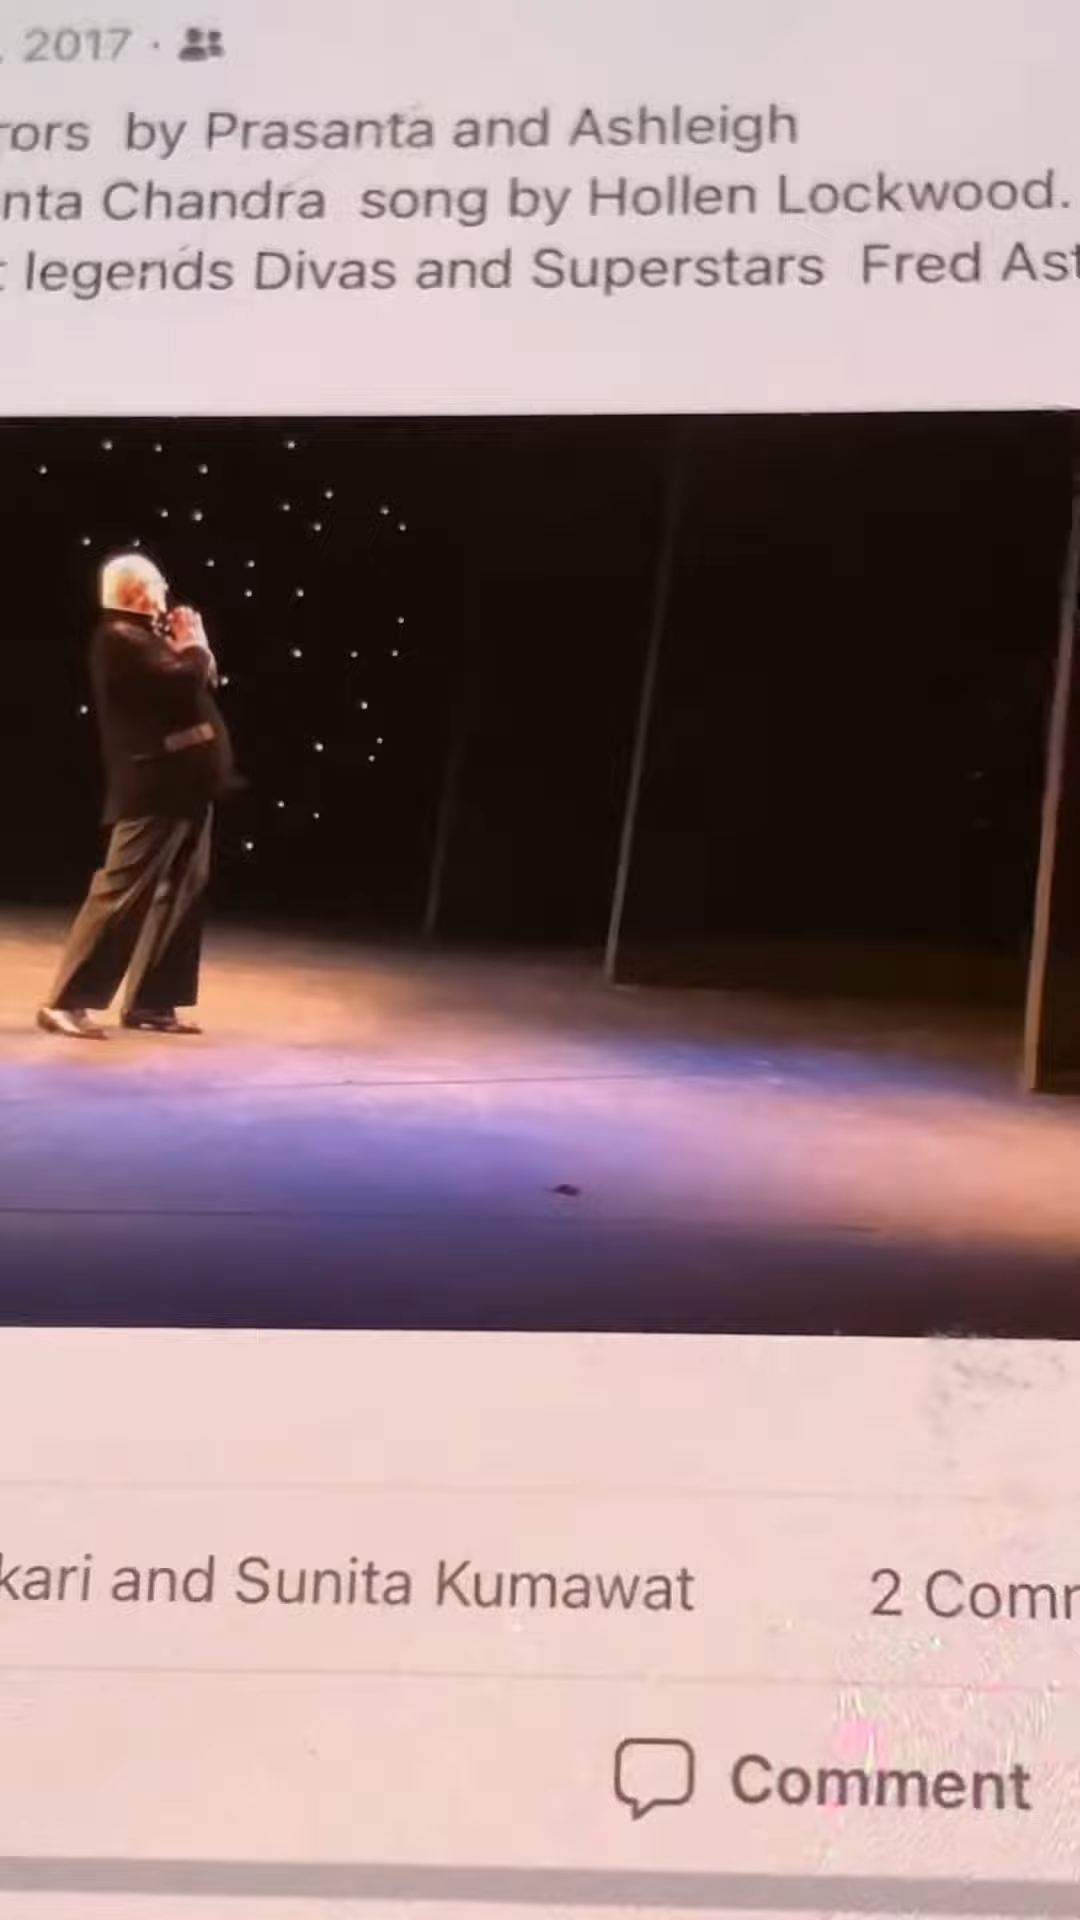 , 2017 ·
rors by Prasanta and Ashleigh
nta Chandra song by Hollen Lockwood.
legends Divas and Superstars Fred Ast
kari and Sunita Kumawat 2 Comm
Comment